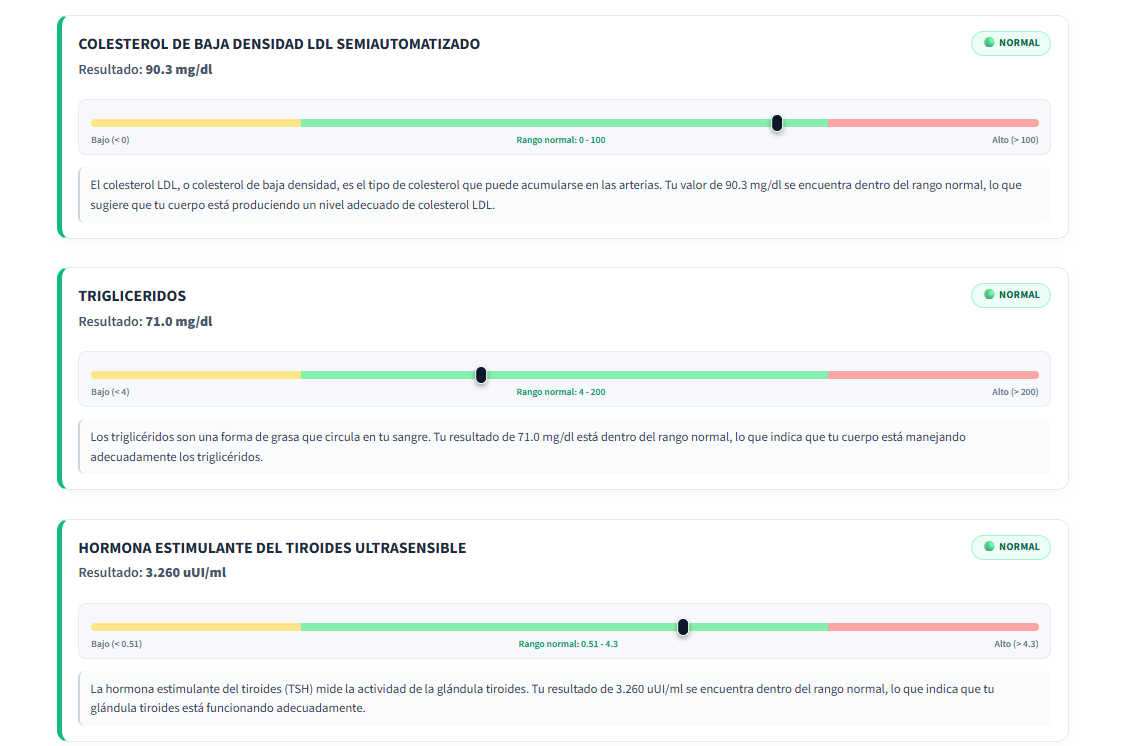 COLESTEROL DE BAJA DENSIDAD LDL SEMIAUTOMATIZADO
NORMAL
Resultado: 90.3 mg/dl
Bajo (< 0)
Rango normal: 0 - 100
Alto (> 100)
El colesterol LDL, o colesterol de baja densidad, es el tipo de colesterol que puede acumularse en las arterias. Tu valor de 90.3 mg/dl se encuentra dentro del rango normal, lo que
sugiere que tu cuerpo está produciendo un nivel adecuado de colesterol LDL.
TRIGLICERIDOS
NORMAL
Resultado: 71.0 mg/dl
Bajo (< 4)
Rango normal: 4 - 200
Alto (> 200)
Los triglicéridos son una forma de grasa que circula en tu sangre. Tu resultado de 71.0 mg/dl está dentro del rango normal, lo que indica que tu cuerpo está manejando
adecuadamente los triglicéridos.
HORMONA ESTIMULANTE DEL TIROIDES ULTRASENSIBLE
NORMAL
Resultado: 3.260 uUI/ml
Bajo (< 0.51)
Rango normal: 0.51 - 4.3
Alto (> 4.3)
La hormona estimulante del tiroides (TSH) mide la actividad de la glándula tiroides. Tu resultado de 3.260 uUI/ml se encuentra dentro del rango normal, lo que indica que tu
glándula tiroides está funcionando adecuadamente.